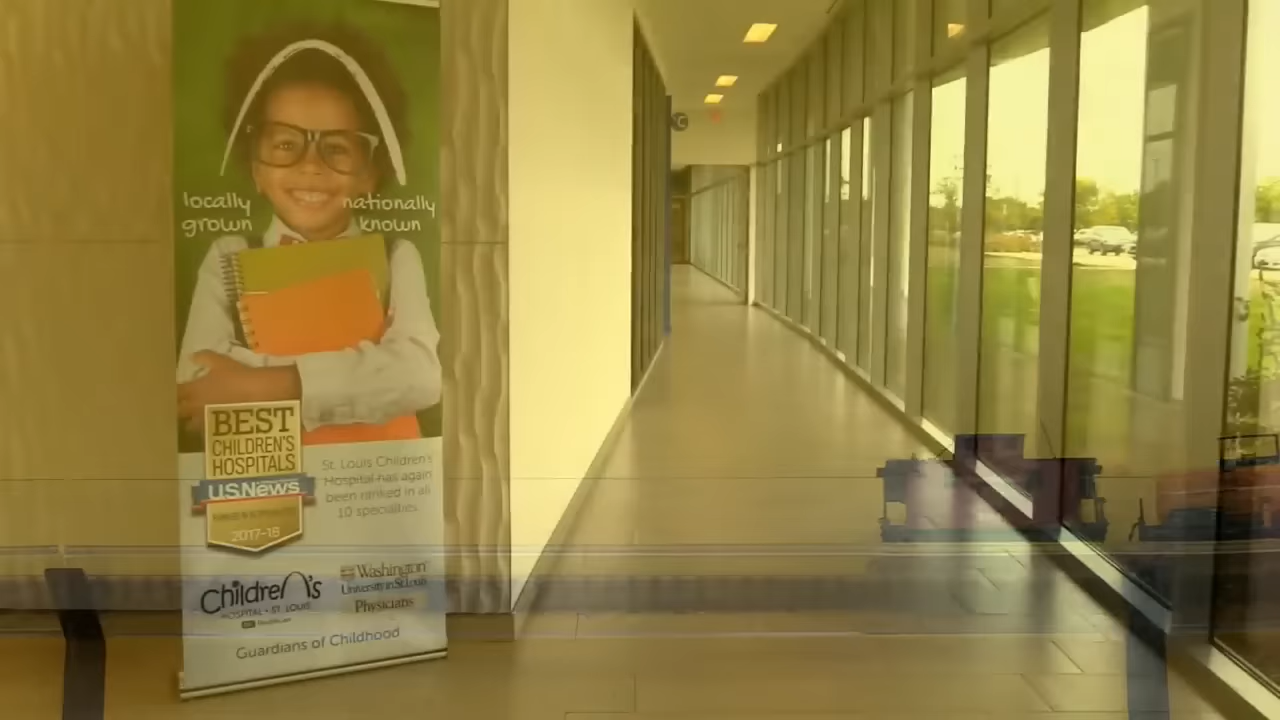 locally
grown
nationally
known
BEST
CHILDREN'S
HOSPITALS
U.S.News
2017-18
St. Louis Children's
Hospital has again
been ranked in all
10 specialties.
Children's
HOSPITAL • ST. LOUIS
Washington
University in St. Louis
Physicians
Guardians of Childhood